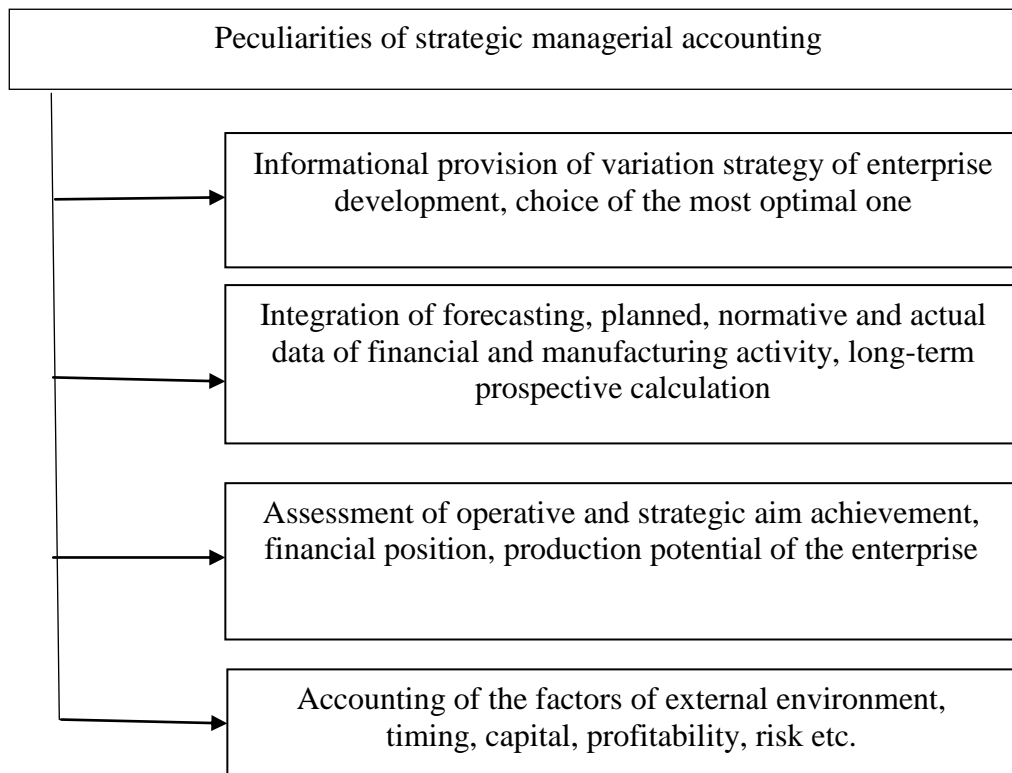 Peculiarities of strategic managerial accounting
Informational provision of variation strategy of enterprise
development, choice of the most optimal one
Integration of forecasting, planned, normative and actual
data of financial and manufacturing activity, long-term
prospective calculation
Assessment of operative and strategic aim achievement,
financial position, production potential of the enterprise
Accounting of the factors of external environment,
timing, capital, profitability, risk etc.